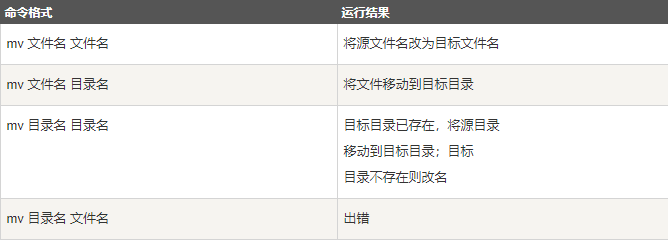 命令格式 运行结果
mv 文件名 文件名 将源文件名改为目标文件名
mv 文件名 目录名 将文件移动到目标目录
mv 目录名 目录名 目标目录已存在，将源目录
移动到目标目录；目标
目录不存在则改名
mv 目录名 文件名 出错